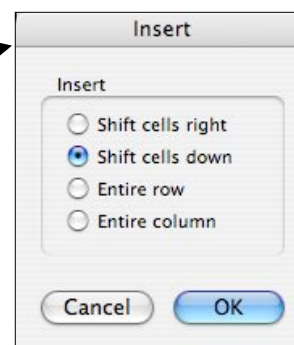 Insert
Insert
Shift cells right
Shift cells down
Entire row
Entire column
Cancel OK